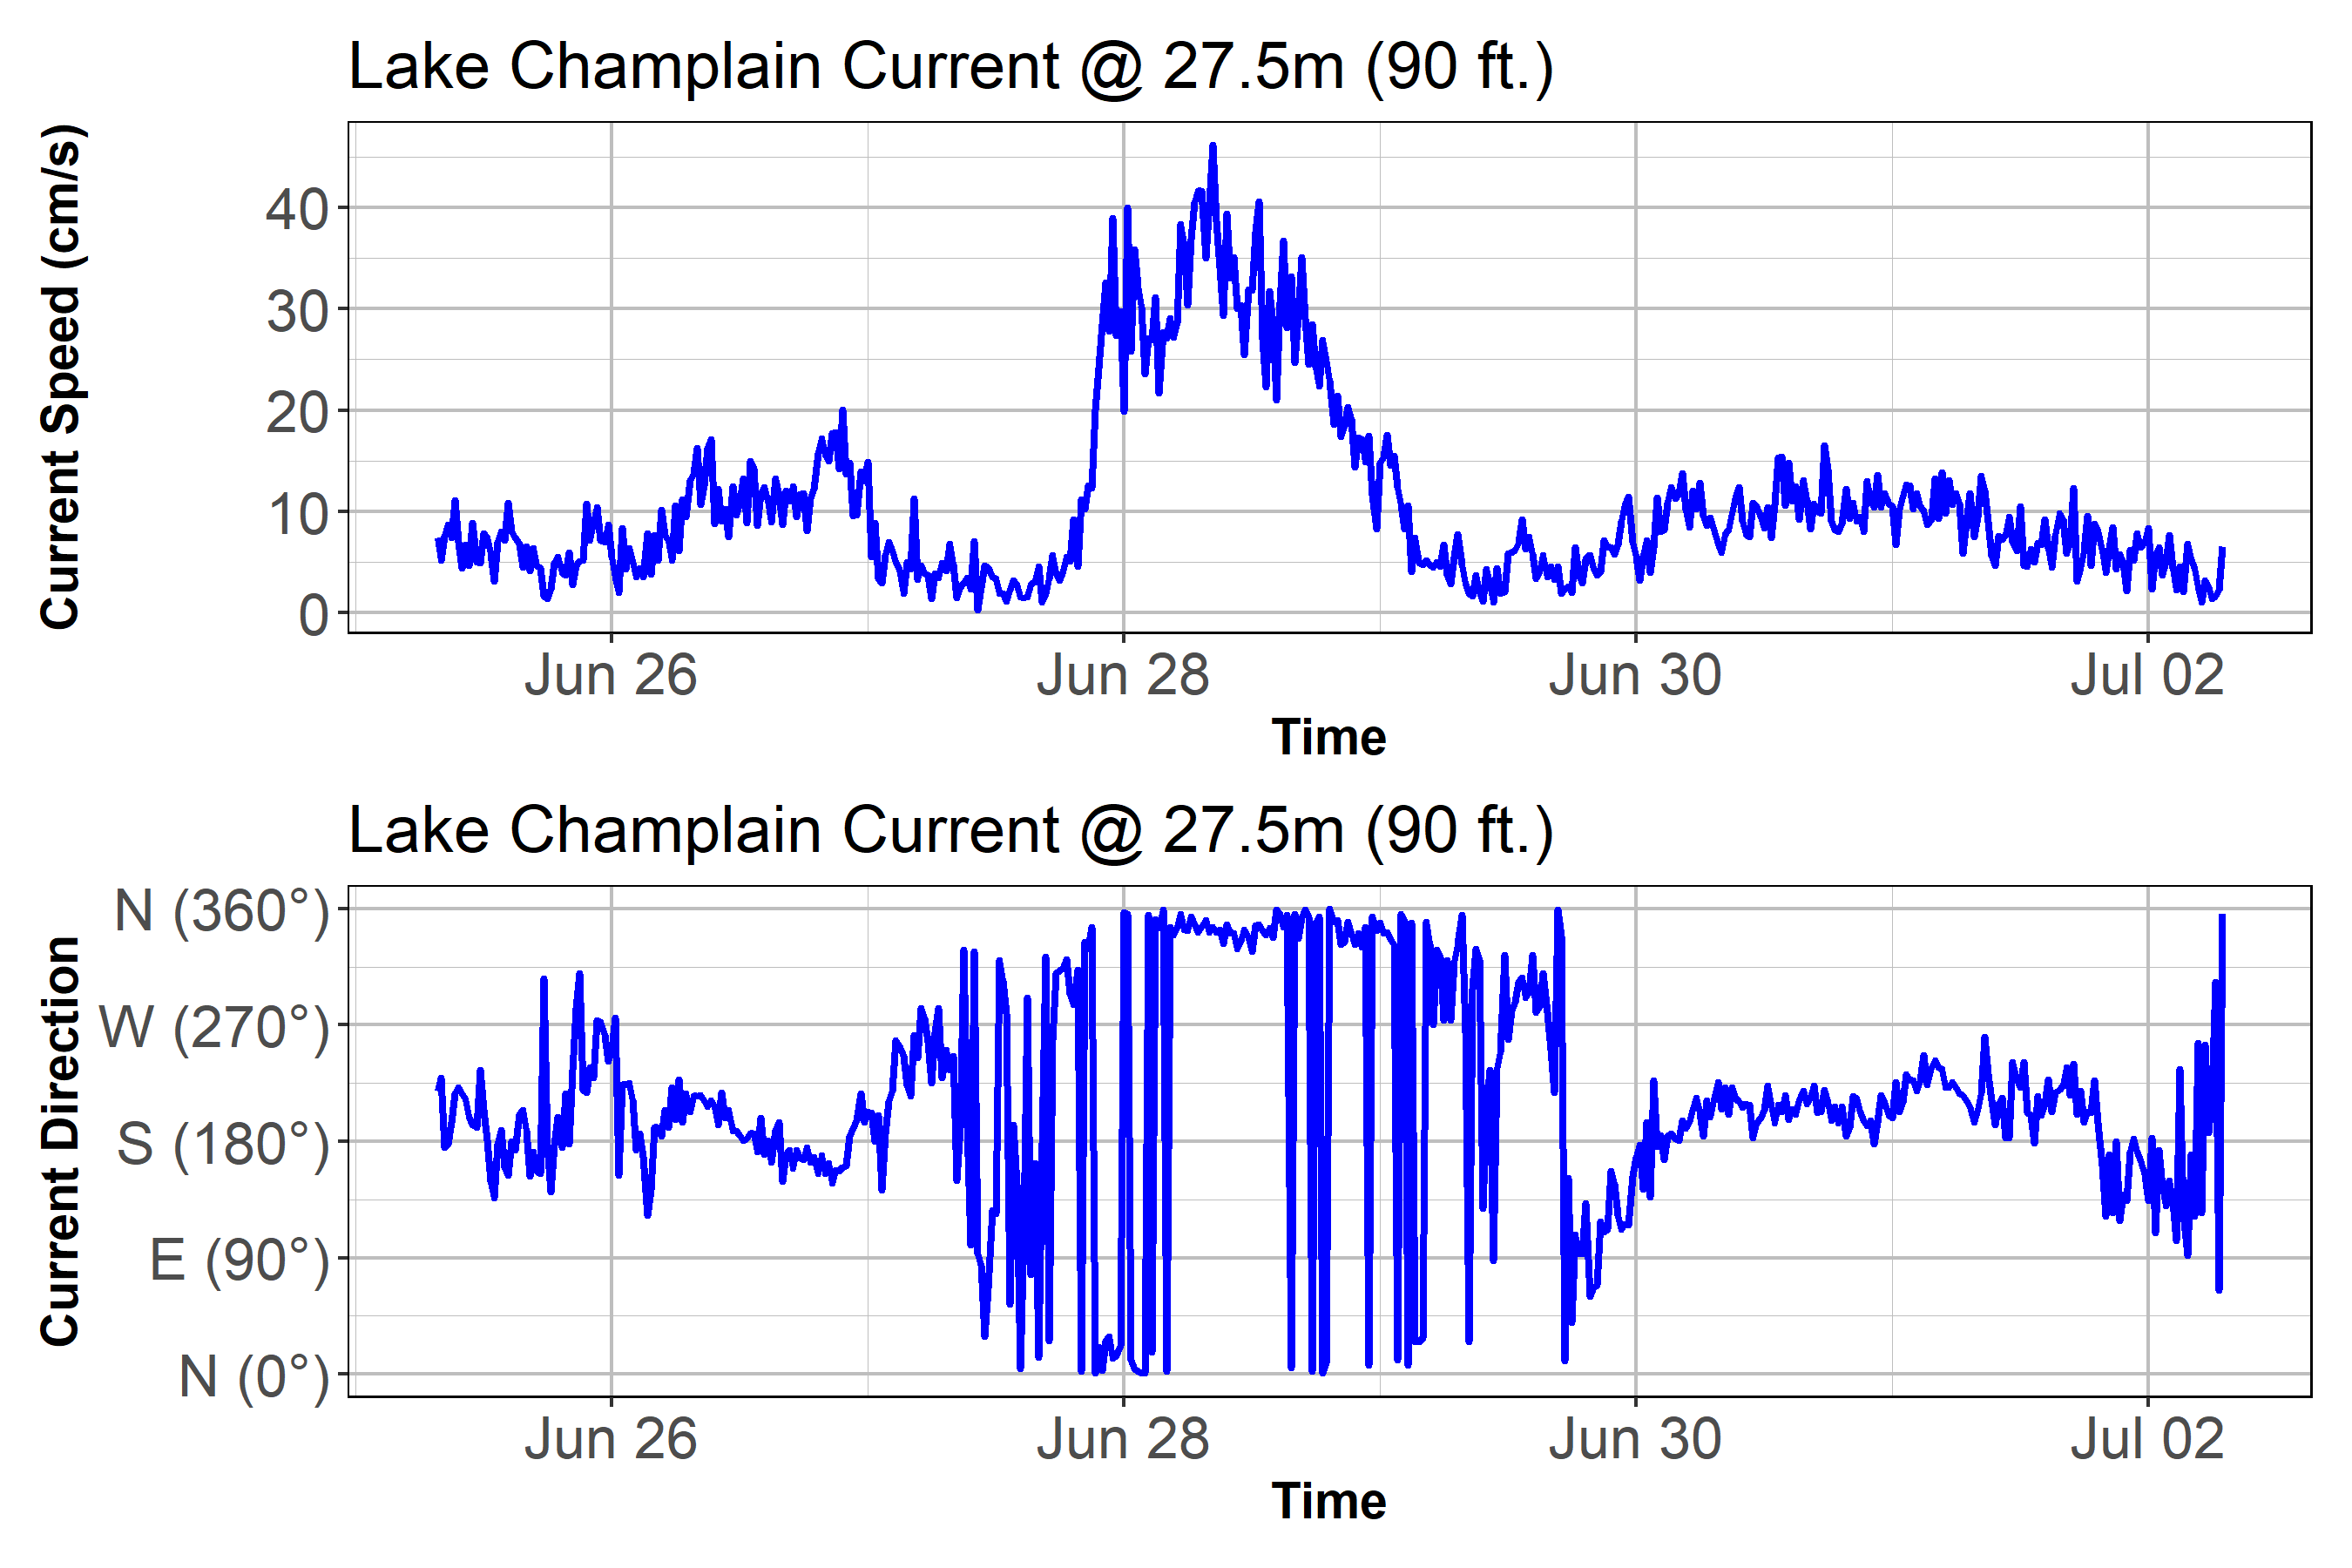 Lake Champlain Current @ 27.5m (90 ft.)
Current Speed (cm/s)
40
30
20
10
0
Jun 26 Jun 28 Jun 30 Jul 02
Time
Lake Champlain Current @ 27.5m (90 ft.)
Current Direction
N (360°)
W (270°)
S (180°)
E (90°)
N (0°)
Jun 26 Jun 28 Jun 30 Jul 02
Time